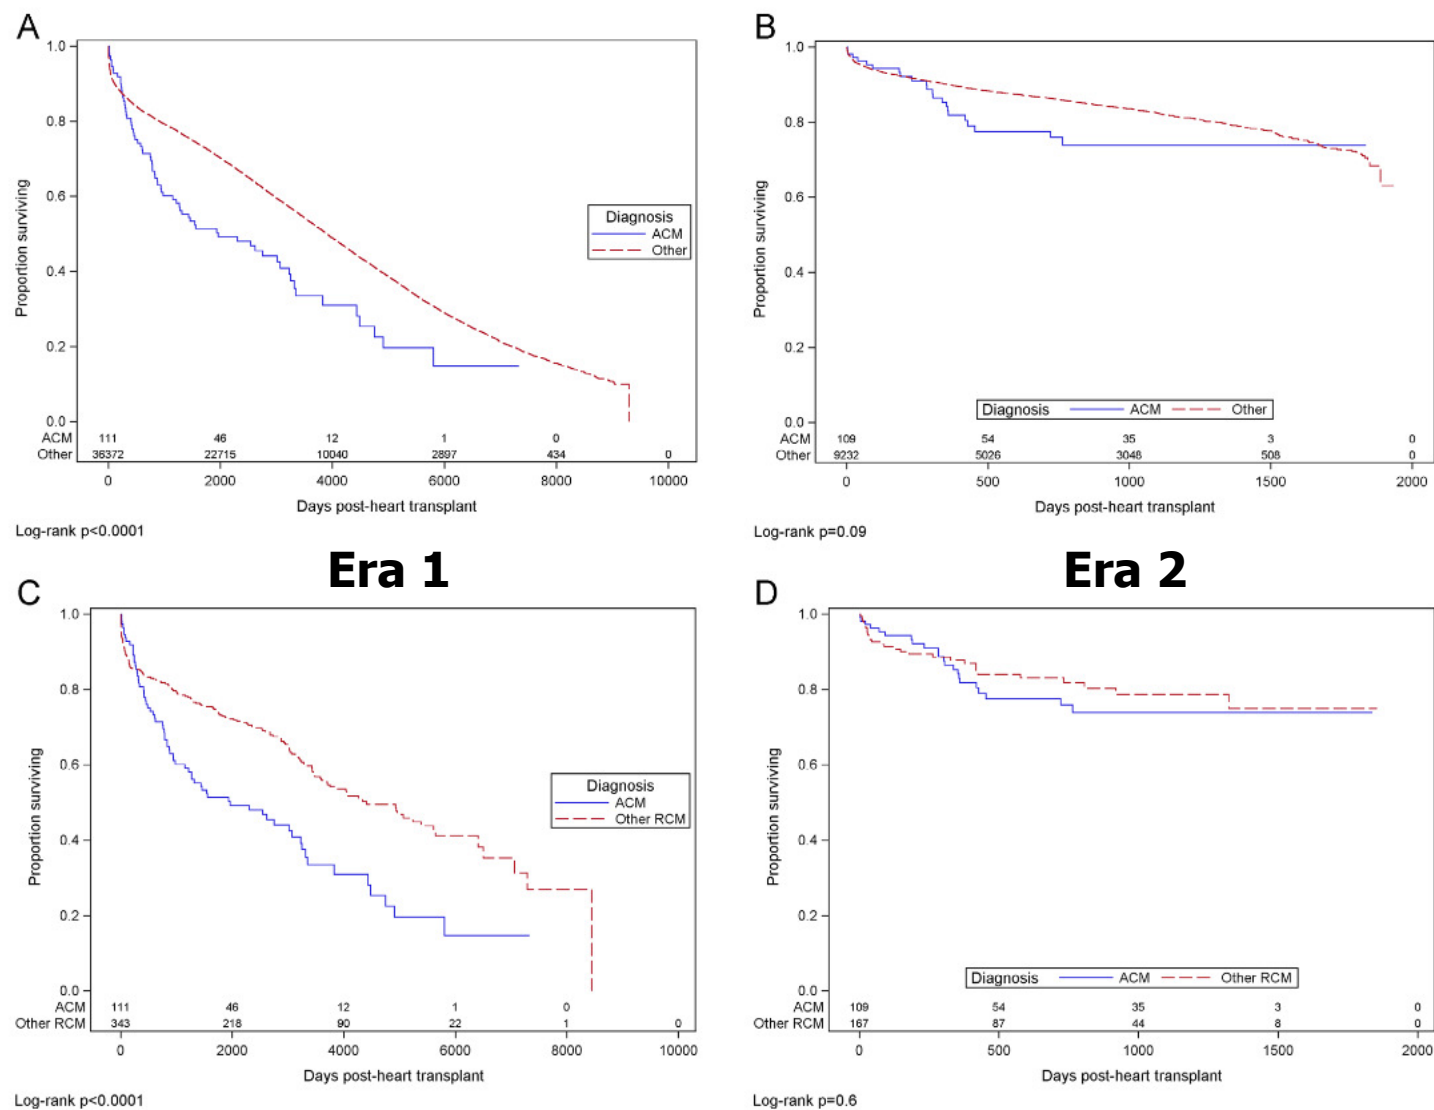 A
1.0
0.8
0.6
0.4
0.2
0.0
Proportion surviving
Diagnosis
ACM
Other
ACM 111 46 12 1 0
Other 36372 22715 10040 2897 434 0
0 2000 4000 6000 8000 10000
Days post-heart transplant
Log-rank p<0.0001
B
1.0
0.8
0.6
0.4
0.2
0.0
Proportion surviving
Diagnosis ACM Other
ACM 109 54 35 3 0
Other 9232 5026 3048 508 0
0 500 1000 1500 2000
Days post-heart transplant
Log-rank p=0.09
Era 1
Era 2
C
1.0
0.8
0.6
0.4
0.2
0.0
Proportion surviving
Diagnosis
ACM
Other RCM
ACM 111 46 12 1 0
Other RCM 343 218 90 22 1 0
0 2000 4000 6000 8000 10000
Days post-heart transplant
Log-rank p<0.0001
D
1.0
0.8
0.6
0.4
0.2
0.0
Proportion surviving
Diagnosis ACM Other RCM
ACM 109 54 35 3 0
Other RCM 167 87 44 8 0
0 500 1000 1500 2000
Days post-heart transplant
Log-rank p=0.6